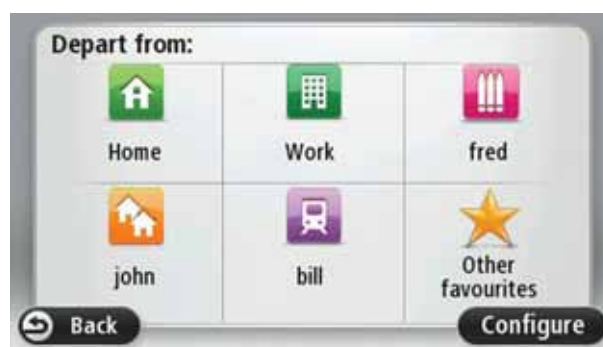 Depart from:
Home
Work
fred
john
bill
Other
favourites
Back
Configure